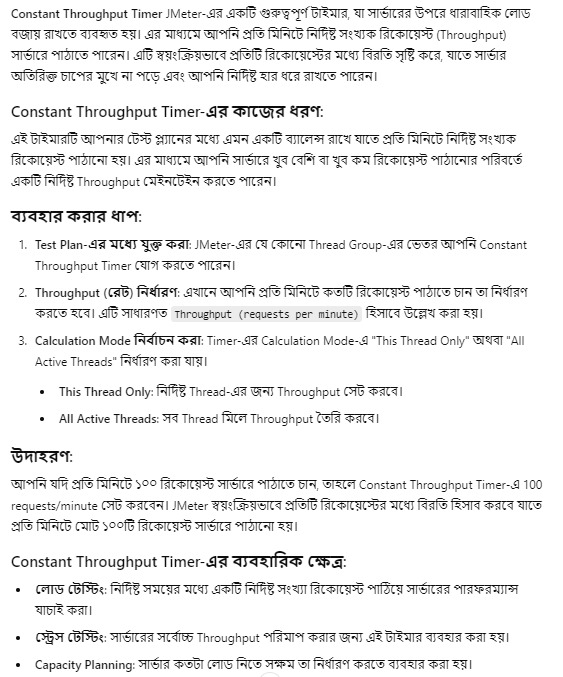 Constant Throughput Timer JMeter-এর একটি গুরুত্বপূর্ণ টাইমার, যা সার্ভারের উপরে ধারাবাহিক লোড
বজায় রাখতে ব্যবহৃত হয়। এর মাধ্যমে আপনি প্রতি মিনিটে নির্দিষ্ট সংখ্যক রিকোয়েস্ট (Throughput)
সার্ভারে পাঠাতে পারেন। এটি স্বয়ংক্রিয়ভাবে প্রতিটি রিকোয়েস্টের মধ্যে বিরতি সৃষ্টি করে, যাতে সার্ভার
অতিরিক্ত চাপের মুখে না পড়ে এবং আপনি নির্দিষ্ট হার ধরে রাখতে পারেন।
Constant Throughput Timer-এর কাজের ধরণ:
এই টাইমারটি আপনার টেস্ট প্ল্যানের মধ্যে এমন একটি ব্যালেন্স রাখে যাতে প্রতি মিনিটে নির্দিষ্ট সংখ্যক
রিকোয়েস্ট পাঠানো হয়। এর মাধ্যমে আপনি সার্ভারে খুব বেশি বা খুব কম রিকোয়েস্ট পাঠানোর পরিবর্তে
একটি নির্দিষ্ট Throughput মেইনটেইন করতে পারেন।
ব্যবহার করার ধাপ:
1. Test Plan-এর মধ্যে যুক্ত করা: JMeter-এর যে কোনো Thread Group-এর ভেতর আপনি Constant
Throughput Timer যোগ করতে পারেন।
2. Throughput (রেট) নির্ধারণ: এখানে আপনি প্রতি মিনিটে কতটি রিকোয়েস্ট পাঠাতে চান তা নির্ধারণ
করতে হবে। এটি সাধারণত Throughput (requests per minute) হিসাবে উল্লেখ করা হয়।
3. Calculation Mode নির্বাচন করা: Timer-এর Calculation Mode-এ "This Thread Only" অথবা "All
Active Threads" নির্ধারণ করা যায়।
• This Thread Only: নির্দিষ্ট Thread-এর জন্য Throughput সেট করবে।
• All Active Threads: সব Thread মিলে Throughput তৈরি করবে।
উদাহরণ:
আপনি যদি প্রতি মিনিটে ১০০ রিকোয়েস্ট সার্ভারে পাঠাতে চান, তাহলে Constant Throughput Timer-এ 100
requests/minute সেট করবেন। JMeter স্বয়ংক্রিয়ভাবে প্রতিটি রিকোয়েস্টের মধ্যে বিরতি হিসাব করবে যাতে
প্রতি মিনিটে মোট ১০০টি রিকোয়েস্ট সার্ভারে পাঠানো হয়।
Constant Throughput Timer-এর ব্যবহারিক ক্ষেত্র:
• লোড টেস্টিং: নির্দিষ্ট সময়ের মধ্যে একটি নির্দিষ্ট সংখ্যা রিকোয়েস্ট পাঠিয়ে সার্ভারের পারফরম্যান্স
যাচাই করা।
• স্ট্রেস টেস্টিং: সার্ভারের সর্বোচ্চ Throughput পরিমাপ করার জন্য এই টাইমার ব্যবহার করা হয়।
• Capacity Planning: সার্ভার কতটা লোড নিতে সক্ষম তা নির্ধারণ করতে ব্যবহার করা হয়।